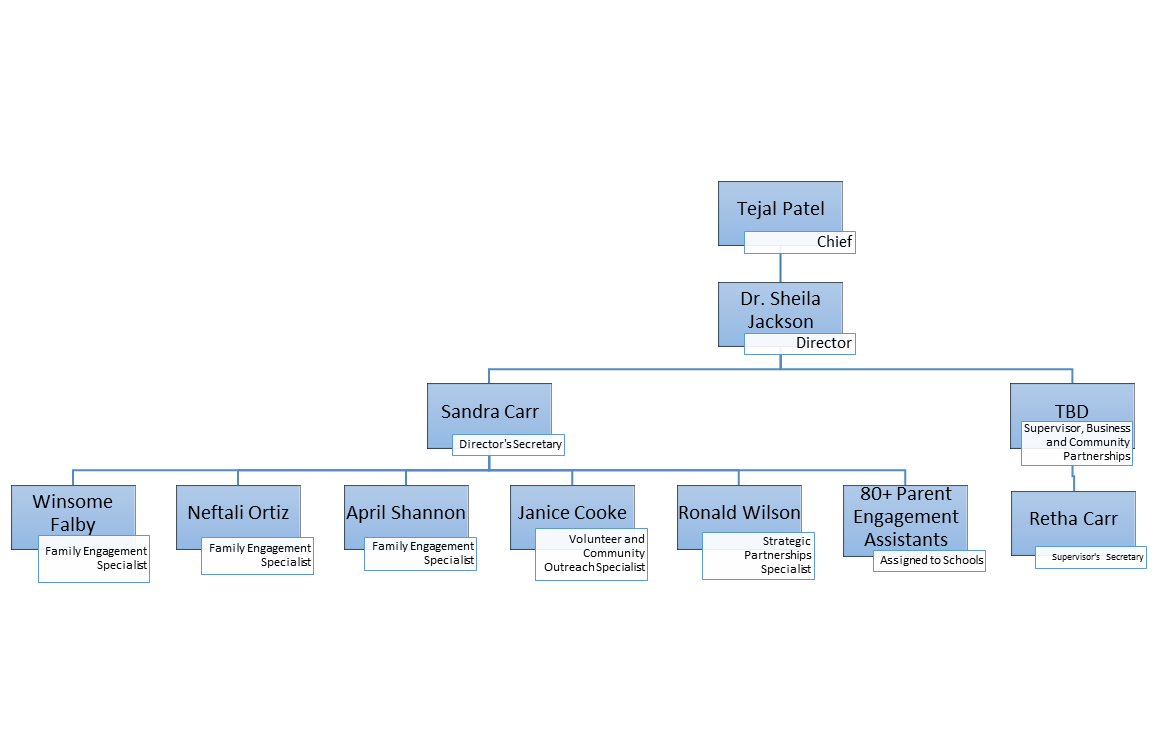 Tejal Patel
Chief
Dr. Sheila
Jackson
Director
Sandra Carr
Director's Secretary
TBD
Supervisor, Business
and Community
Partnerships
Winsome
Falby
Family Engagement
Specialist
Neftali Ortiz
Family Engagement
Specialist
April Shannon
Family Engagement
Specialist
Janice Cooke
Volunteer and
Community
Outreach Specialist
Ronald Wilson
Strategic
Partnerships
Specialist
80+ Parent
Engagement
Assistants
Assigned to Schools
Retha Carr
Supervisor's Secretary